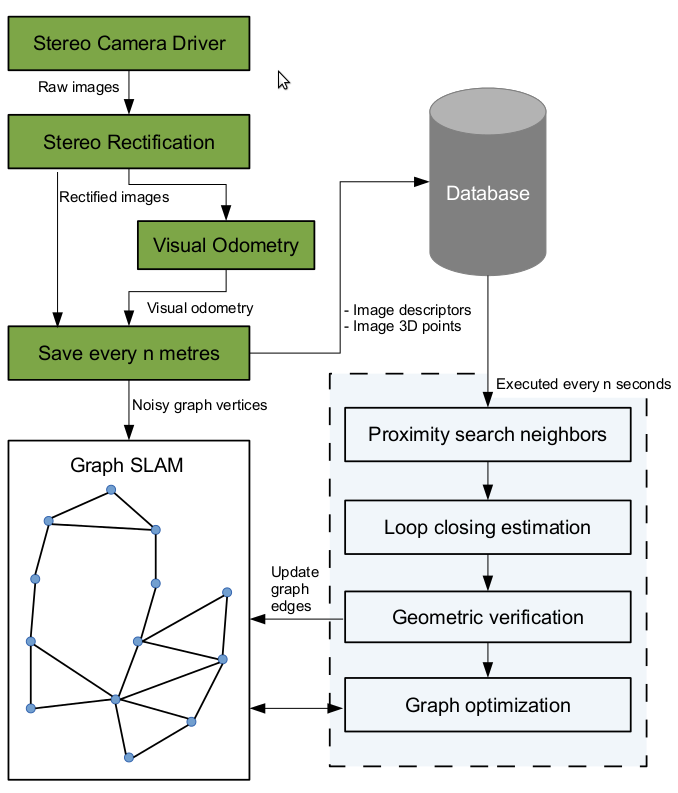 Stereo Camera Driver
Raw images
Stereo Rectification
Rectified images
Visual Odometry
Visual odometry
Save every n metres
Noisy graph vertices
Database
- Image descriptors
- Image 3D points
Executed every n seconds
Proximity search neighbors
Loop closing estimation
Geometric verification
Graph optimization
Update
graph
edges
Graph SLAM